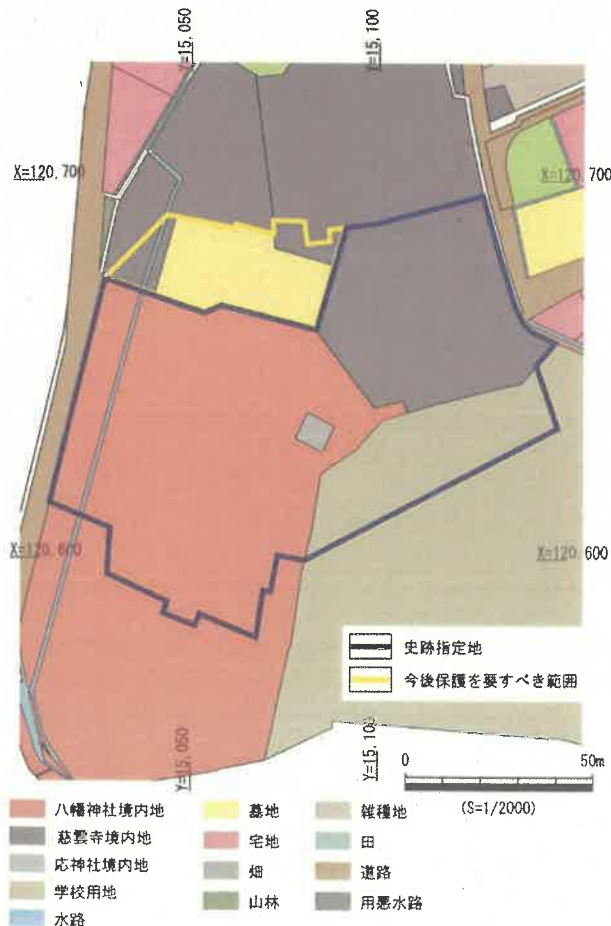 Y=15,050
Y=15,100
X=120,700
X=120,700
X=120,600
X=120,600
史跡指定地
今後保護を要すべき範囲
Y=15,050
Y=15,100
0
50m
(S=1/2000)
八幡神社境内地
慈雲寺境内地
応神社境内地
学校用地
水路
墓地
宅地
畑
山林
雑種地
田
道路
用悪水路